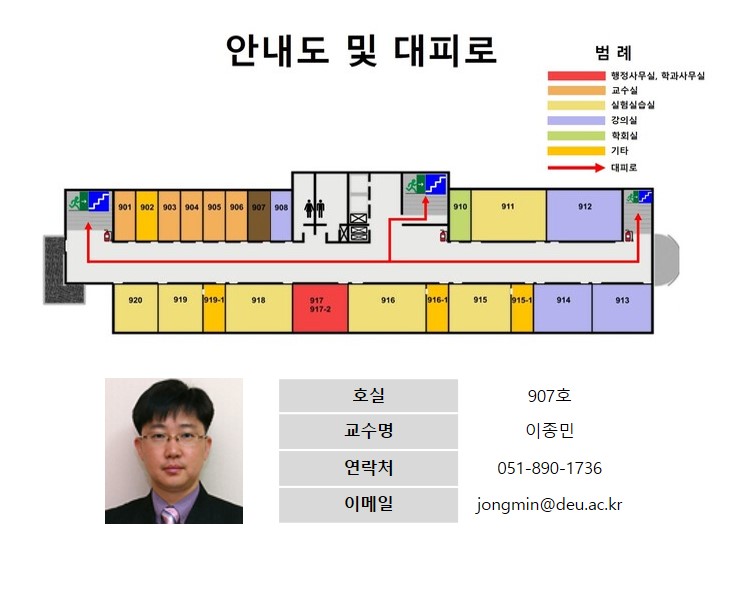 안내도 및 대피로
범 례
행정사무실, 학과사무실
교수실
실험실습실
강의실
학회실
기타
대피로
901 902 903 904 905 906 907 908 910 911 912
920 919 919-1 918 917 916 916-1 915 915-1 914 913
917-2
호실 907호
교수명 이종민
연락처 051-890-1736
이메일 jongmin@deu.ac.kr